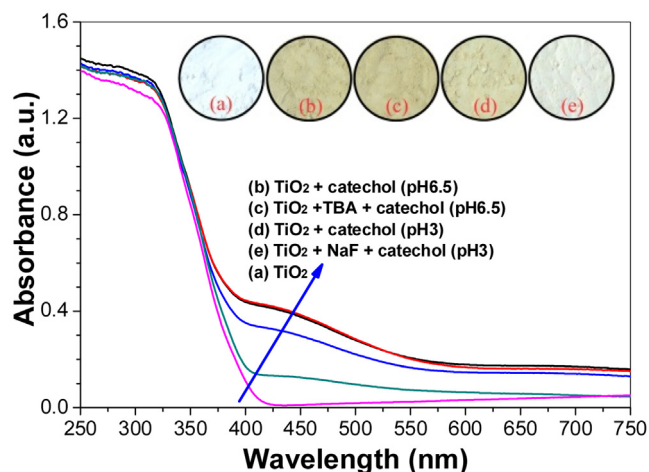 1.6
1.2
0.8
0.4
0.0
Absorbance (a.u.)
(a) (b) (c) (d) (e)
(b) TiO2 + catechol (pH6.5)
(c) TiO2 +TBA + catechol (pH6.5)
(d) TiO2 + catechol (pH3)
(e) TiO2 + NaF + catechol (pH3)
(a) TiO2
250 300 350 400 450 500 550 600 650 700 750
Wavelength (nm)